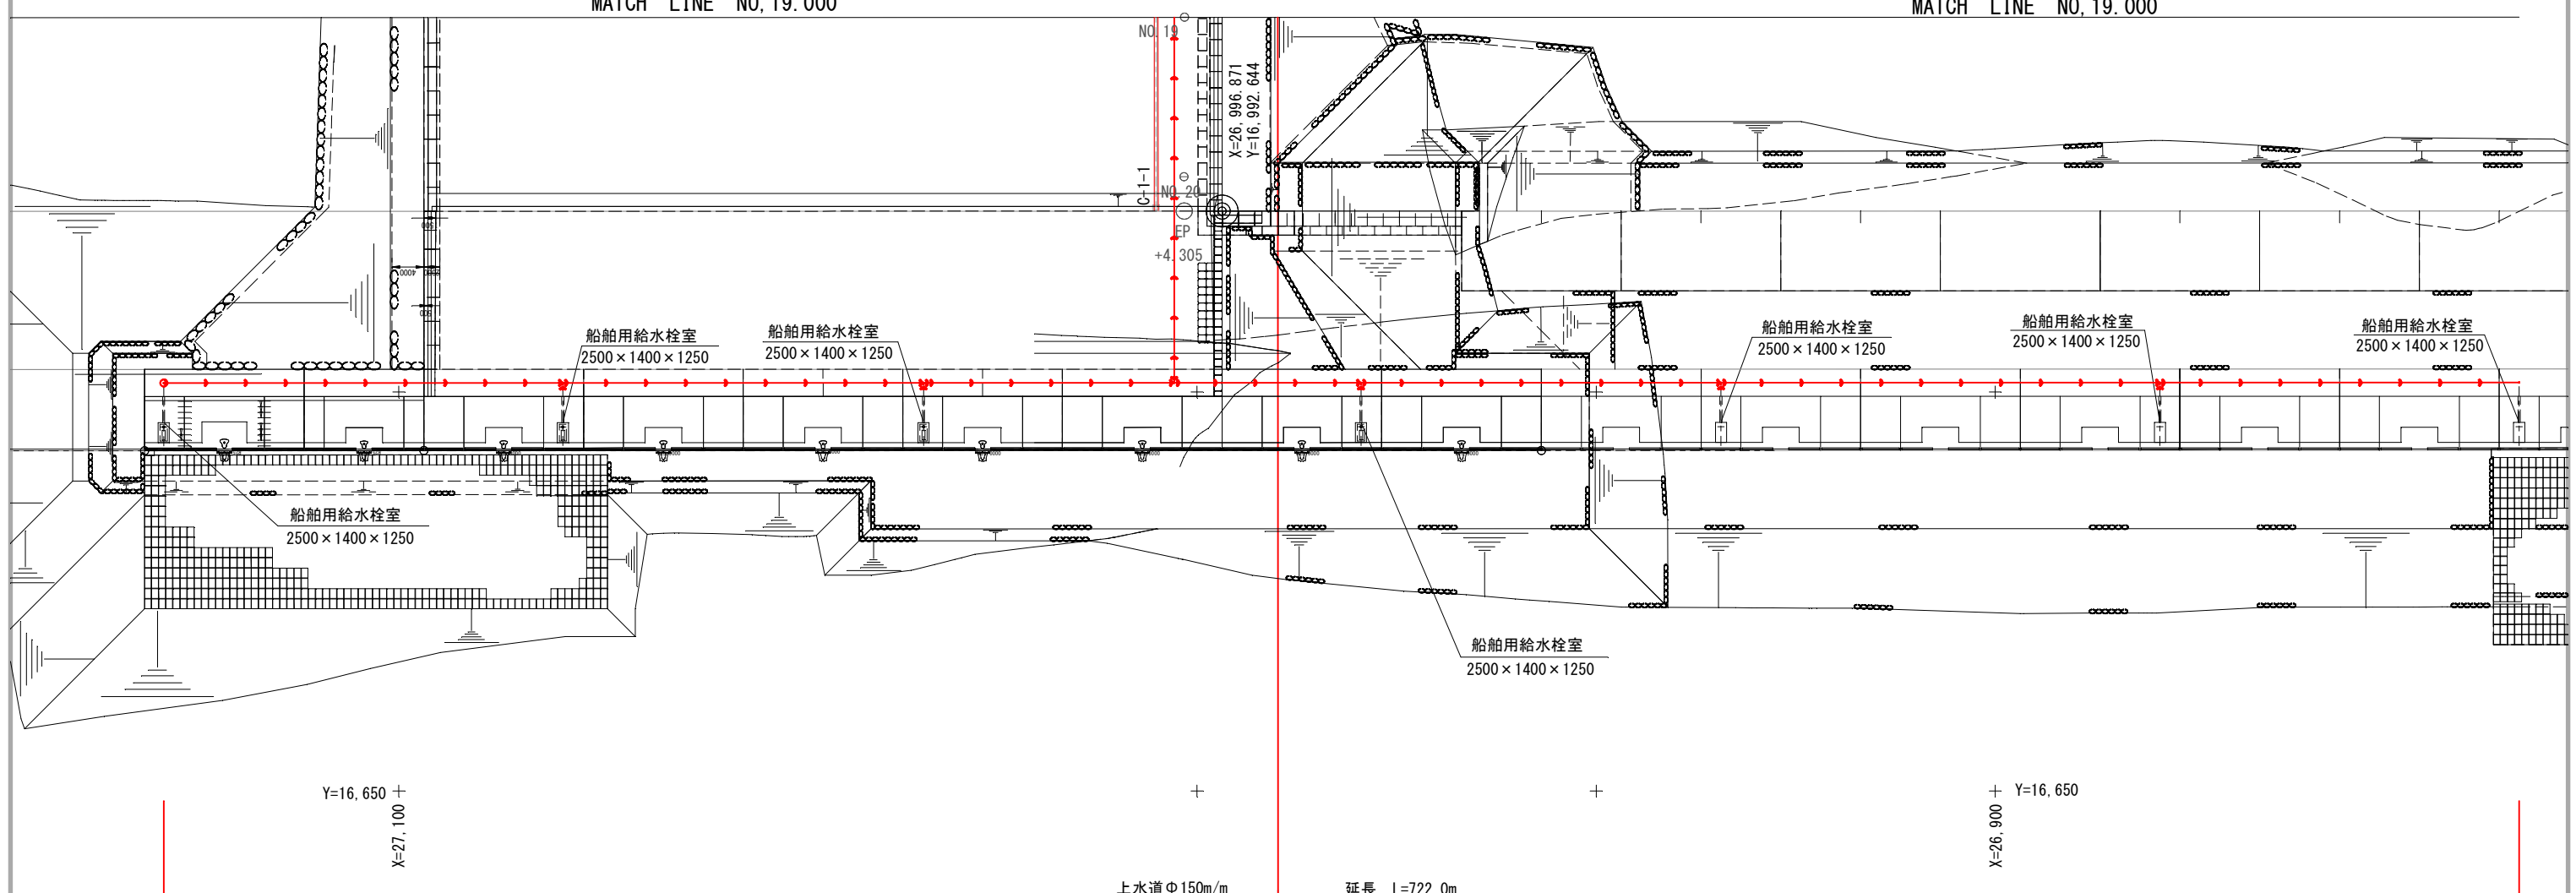 MATCH LINE NO,19.000
MATCH LINE NO,19.000
NO.19
X=26,996.871
Y=16,992.644
C-1-1
NO.20
EP
+4.305
船舶用給水栓室
2500×1400×1250
船舶用給水栓室
2500×1400×1250
船舶用給水栓室
2500×1400×1250
船舶用給水栓室
2500×1400×1250
船舶用給水栓室
2500×1400×1250
船舶用給水栓室
2500×1400×1250
船舶用給水栓室
2500×1400×1250
Y=16,650
X=27,100
Y=16,650
X=26,900
上水道Φ150m/m
延長 L=722.0m